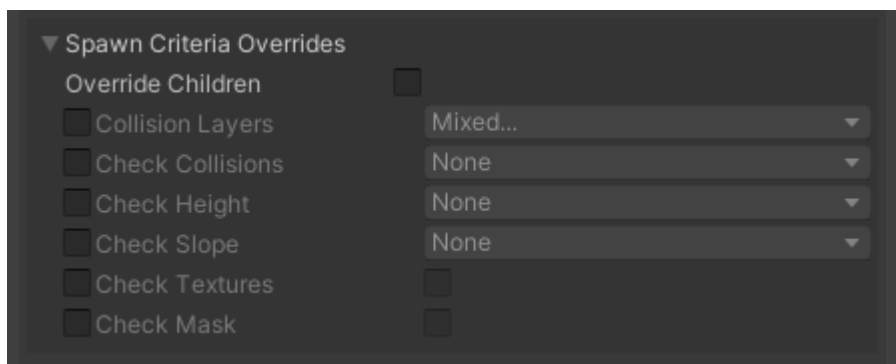 Spawn Criteria Overrides
Override Children
Collision Layers Mixed...
Check Collisions None
Check Height None
Check Slope None
Check Textures
Check Mask